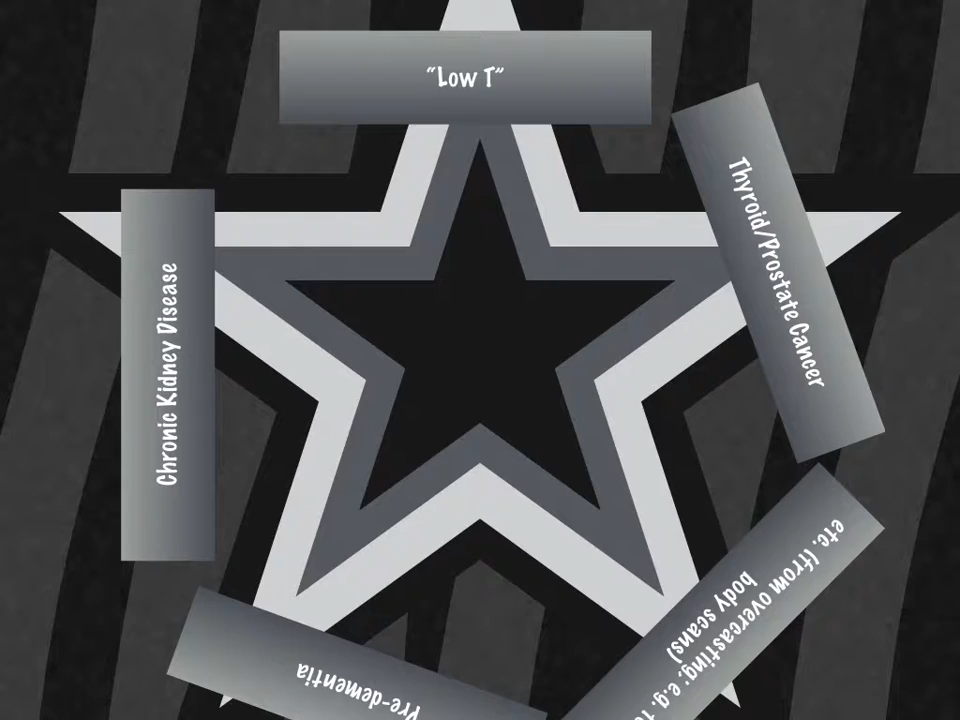 “Low T”
Thyroid/Prostate Cancer
etc. (from overcasting; e.g.
body scans)
Pre-dementia
Chronic Kidney Disease